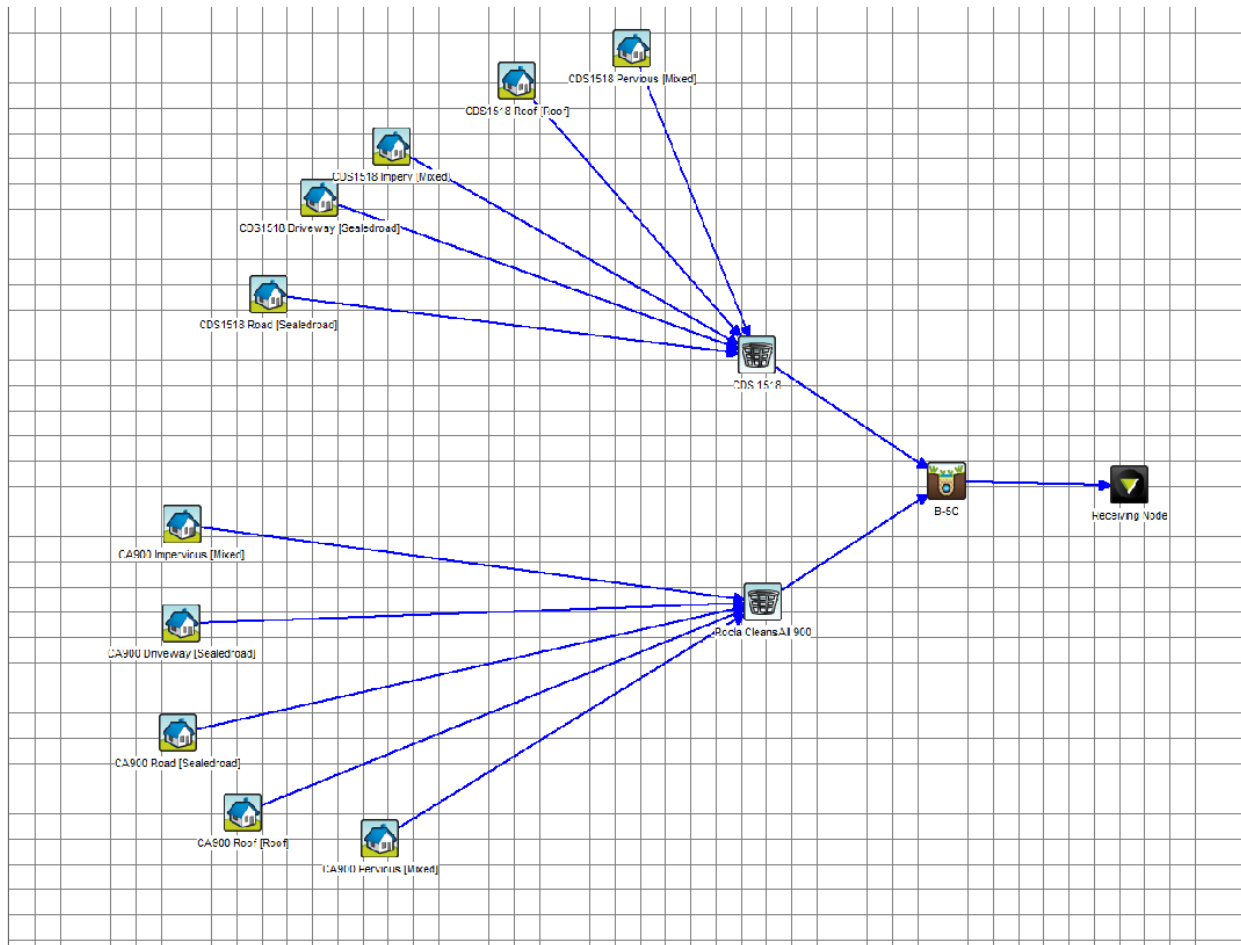 CDS1518 Pervious [Mixed]
CDS1518 Roof [Roof]
CDS1518 Imperv [Mixed]
CDS1518 Driveway [Sealedroad]
CDS1518 Road [Sealedroad]
CDS 1518
B-5C
Receiving Node
CA900 Impervious [Mixed]
Rocla CleansAll 900
CA900 Driveway [Sealedroad]
CA900 Road [Sealedroad]
CA900 Roof [Roof]
CA900 Pervious [Mixed]